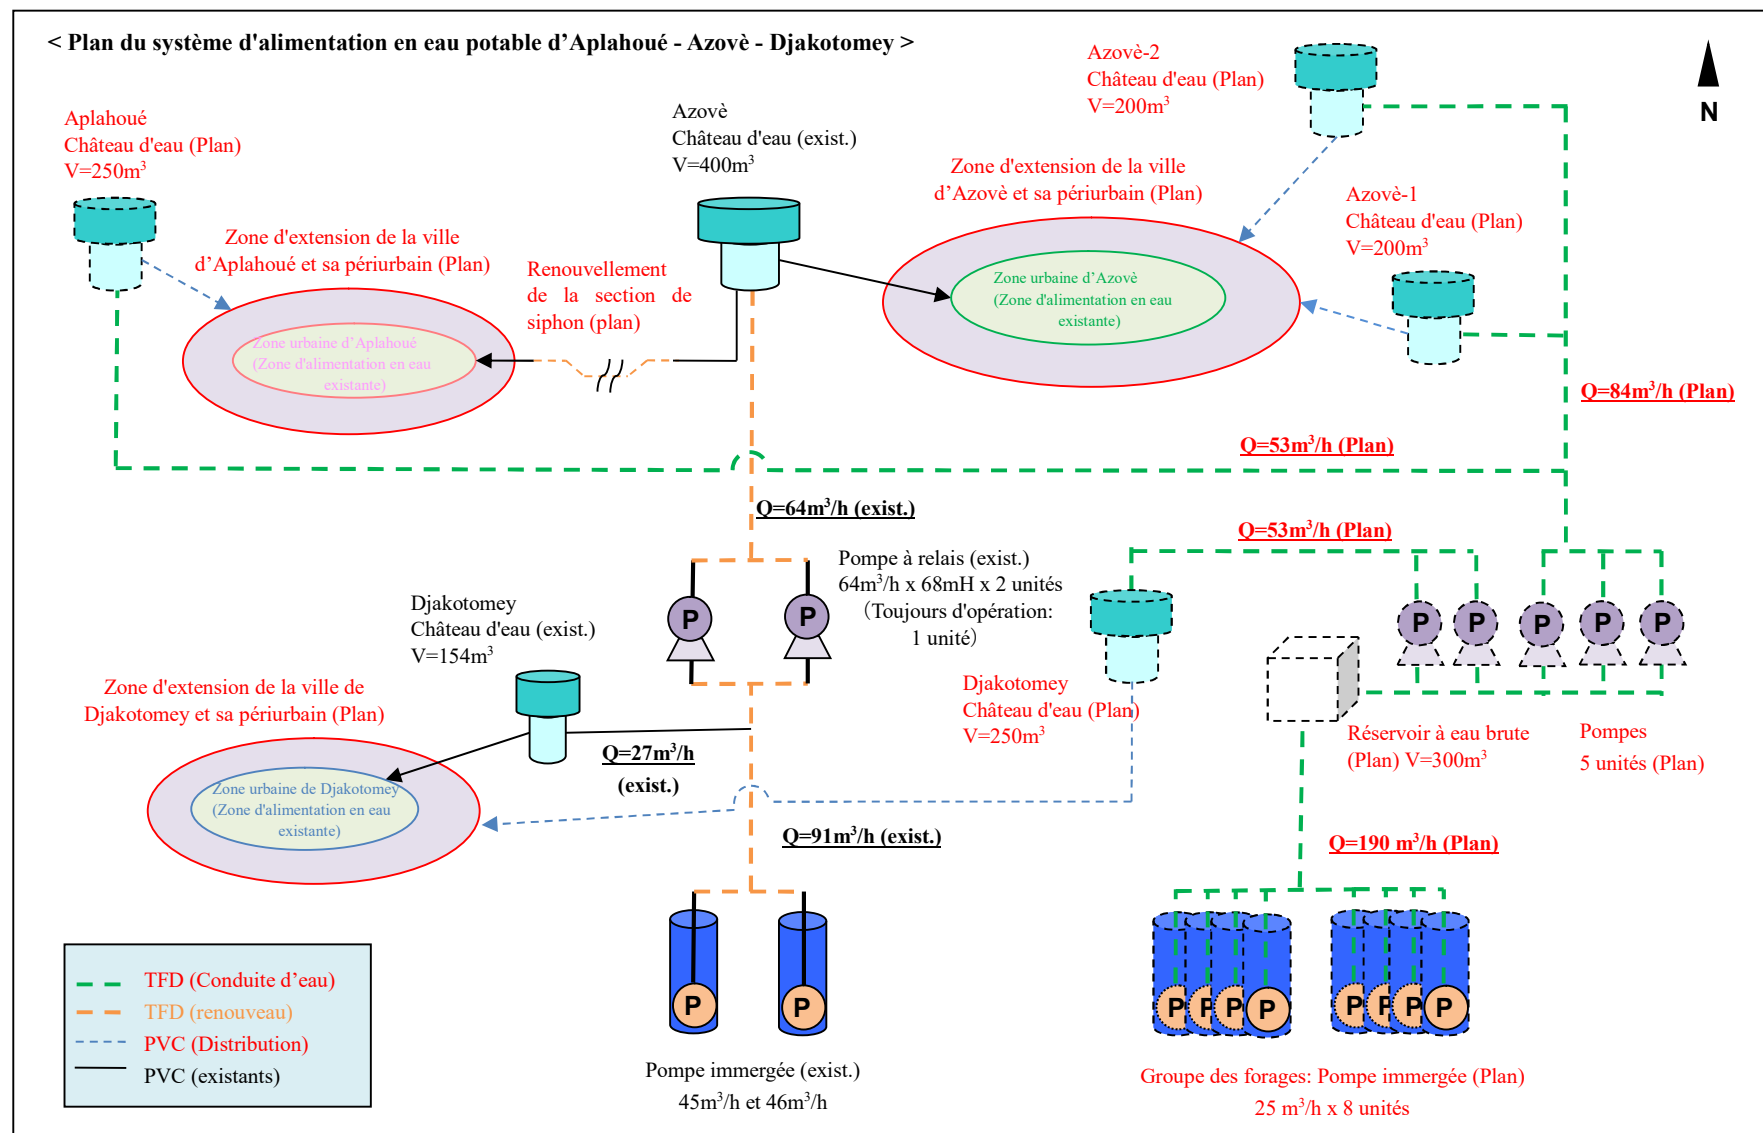 < Plan du système d'alimentation en eau potable d’Aplahoué - Azovè - Djakotomey >
Azovè-2
Château d'eau (Plan)
V=200m³
N
Aplahoué
Château d'eau (Plan)
V=250m³
Azovè
Château d'eau (exist.)
V=400m³
Zone d'extension de la ville
d’Azovè et sa périurbain (Plan)
Azovè-1
Château d'eau (Plan)
V=200m³
Zone d'extension de la ville
d’Aplahoué et sa périurbain (Plan)
Renouvellement
de la section de
siphon (plan)
Zone urbaine d’Azovè
(Zone d'alimentation en eau
existante)
Zone urbaine d’Aplahoué
(Zone d'alimentation en eau
existante)
Q=84m³/h (Plan)
Q=53m³/h (Plan)
Q=64m³/h (exist.)
Q=53m³/h (Plan)
Pompe à relais (exist.)
64m³/h x 68mH x 2 unités
(Toujours d'opération:
1 unité)
P
P
P
P
P
P
P
Djakotomey
Château d'eau (exist.)
V=154m³
Djakotomey
Château d'eau (Plan)
V=250m³
Zone d'extension de la ville de
Djakotomey et sa périurbain (Plan)
Réservoir à eau brute
(Plan) V=300m³
Pompes
5 unités (Plan)
Q=27m³/h
(exist.)
Zone urbaine de Djakotomey
(Zone d'alimentation en eau
existante)
Q=91m³/h (exist.)
Q=190 m³/h (Plan)
P
P
P
P
P
P
P
P
P
P
TFD (Conduite d’eau)
TFD (renouveau)
PVC (Distribution)
PVC (existants)
Pompe immergée (exist.)
45m³/h et 46m³/h
Groupe des forages: Pompe immergée (Plan)
25 m³/h x 8 unités